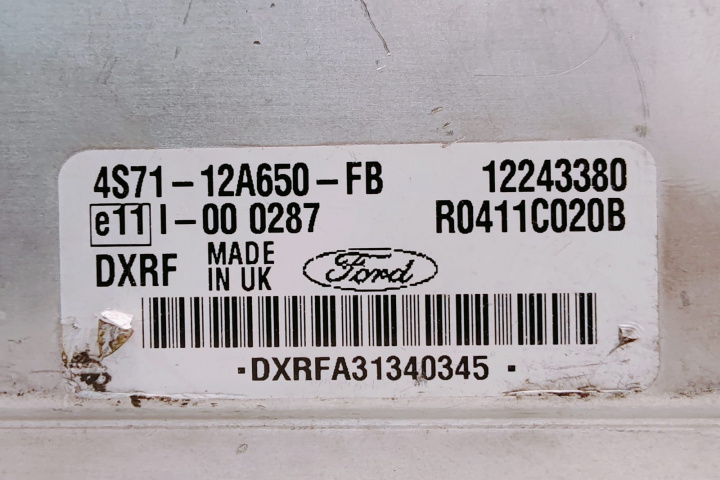 4S71-12A650-FB 12243380
e11 I-00 0287 R0411C020B
DXRF MADE IN UK Ford
·DXRFA31340345 ·